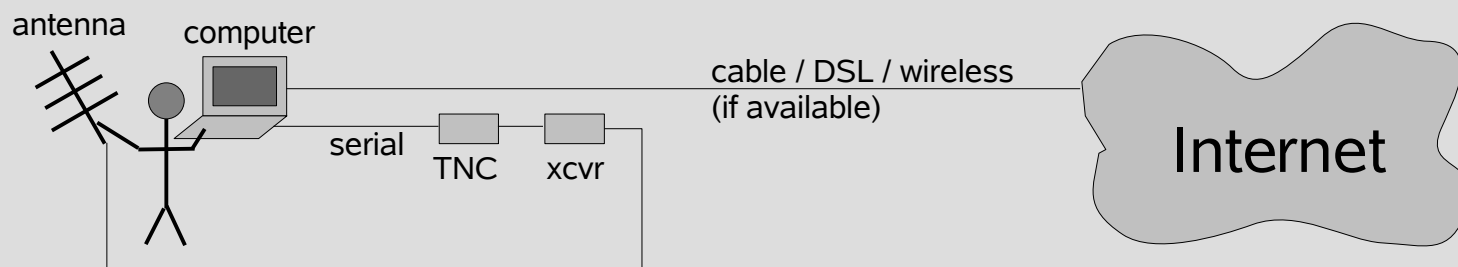 antenna
computer
cable / DSL / wireless
(if available)
serial
TNC
xcvr
Internet